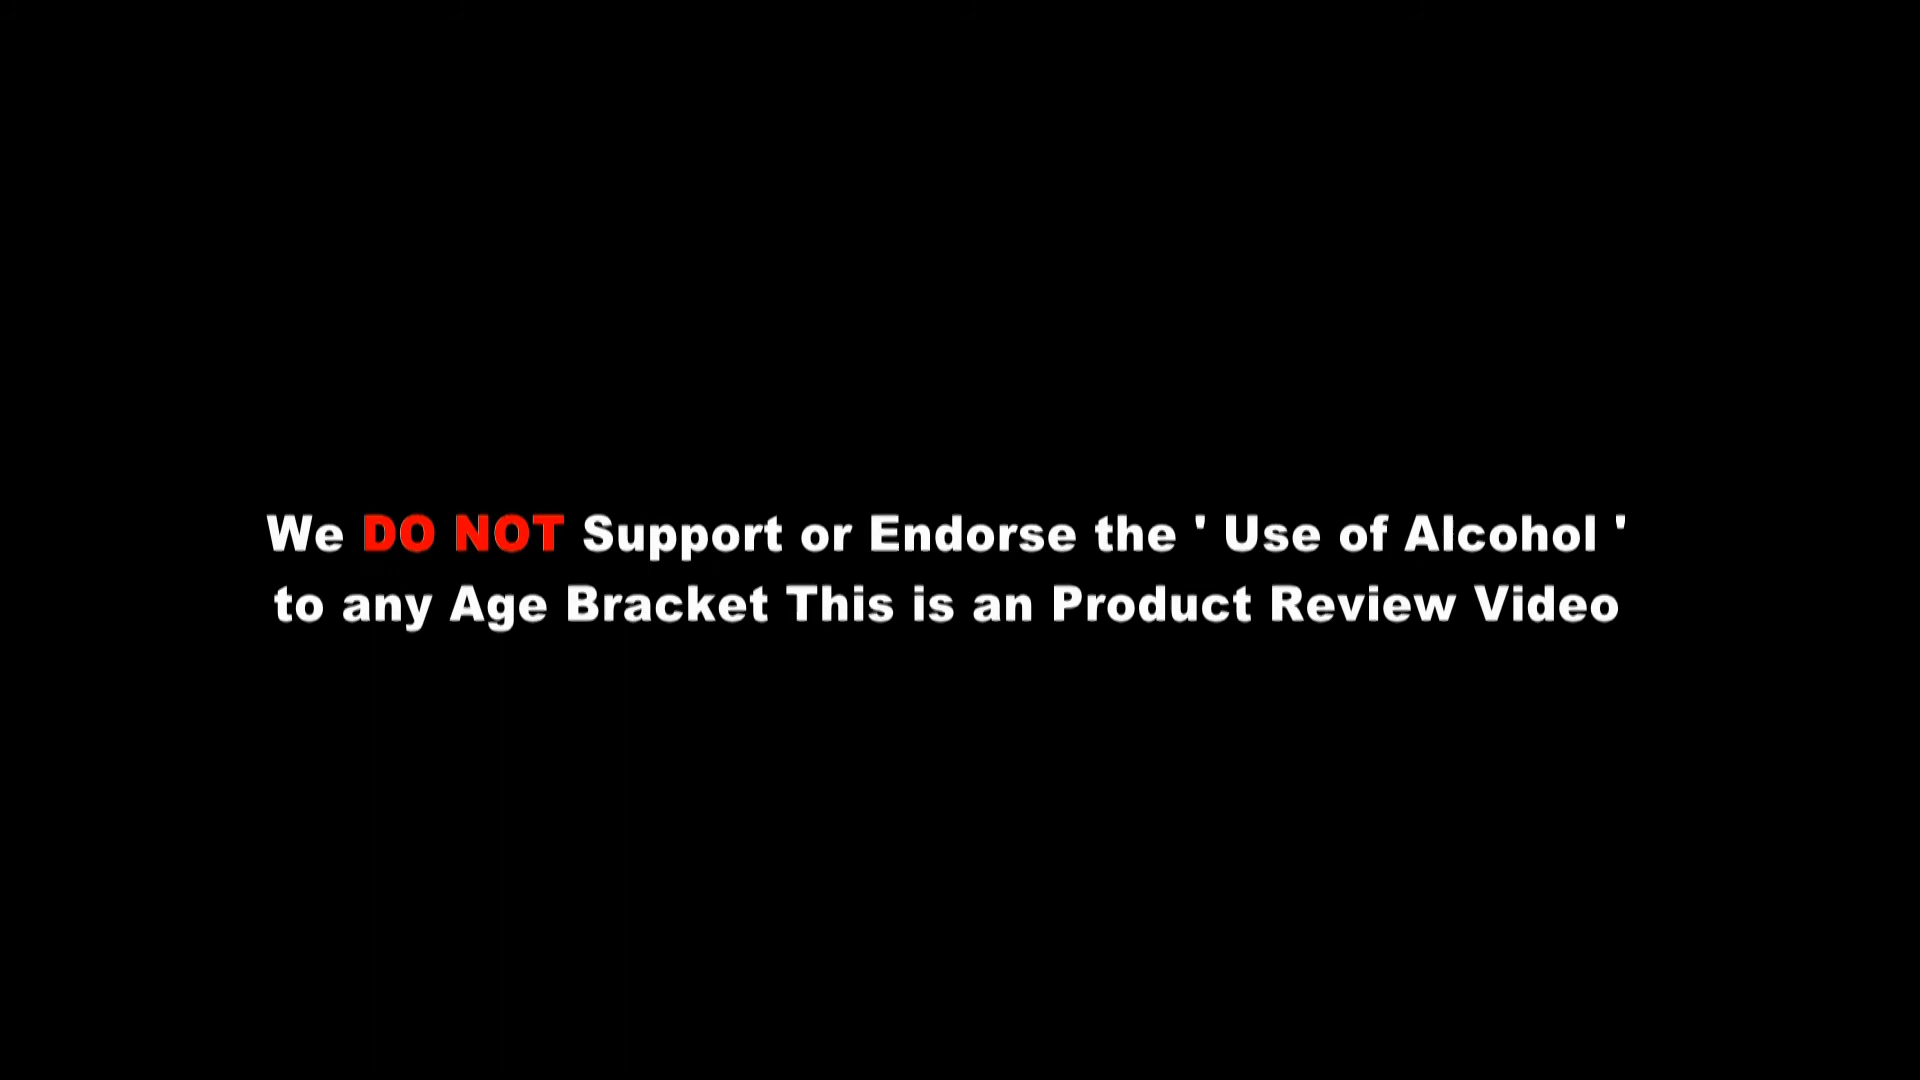 We DO NOT Support or Endorse the ' Use of Alcohol '
to any Age Bracket This is an Product Review Video